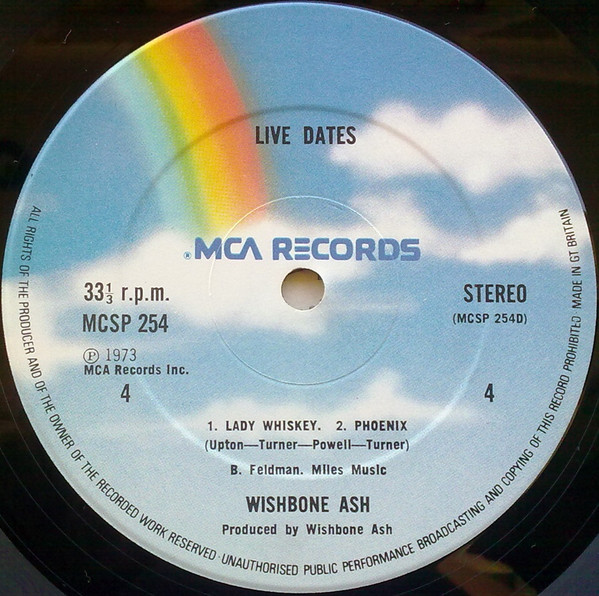 LIVE DATES
® MCA RECORDS
33⅓ r.p.m.
STEREO
MCSP 254
(MCSP 254D)
Ⓟ 1973
MCA Records Inc.
4
4
1. LADY WHISKEY. 2. PHOENIX
(Upton—Turner—Powell—Turner)
B. Feldman. Miles Music
WISHBONE ASH
Produced by Wishbone Ash
ALL RIGHTS OF THE PRODUCER AND OF THE OWNER OF THE RECORDED WORK RESERVED · UNAUTHORISED PUBLIC PERFORMANCE BROADCASTING AND COPYING OF THIS RECORD PROHIBITED · MADE IN GT BRITAIN